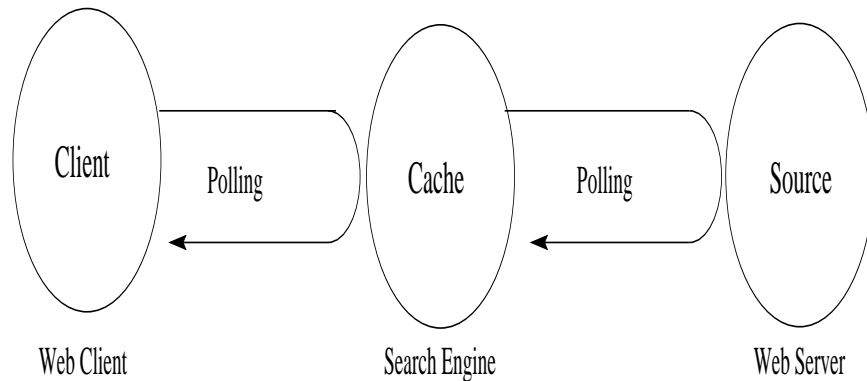 Client
Polling
Cache
Polling
Source
Web Client
Search Engine
Web Server